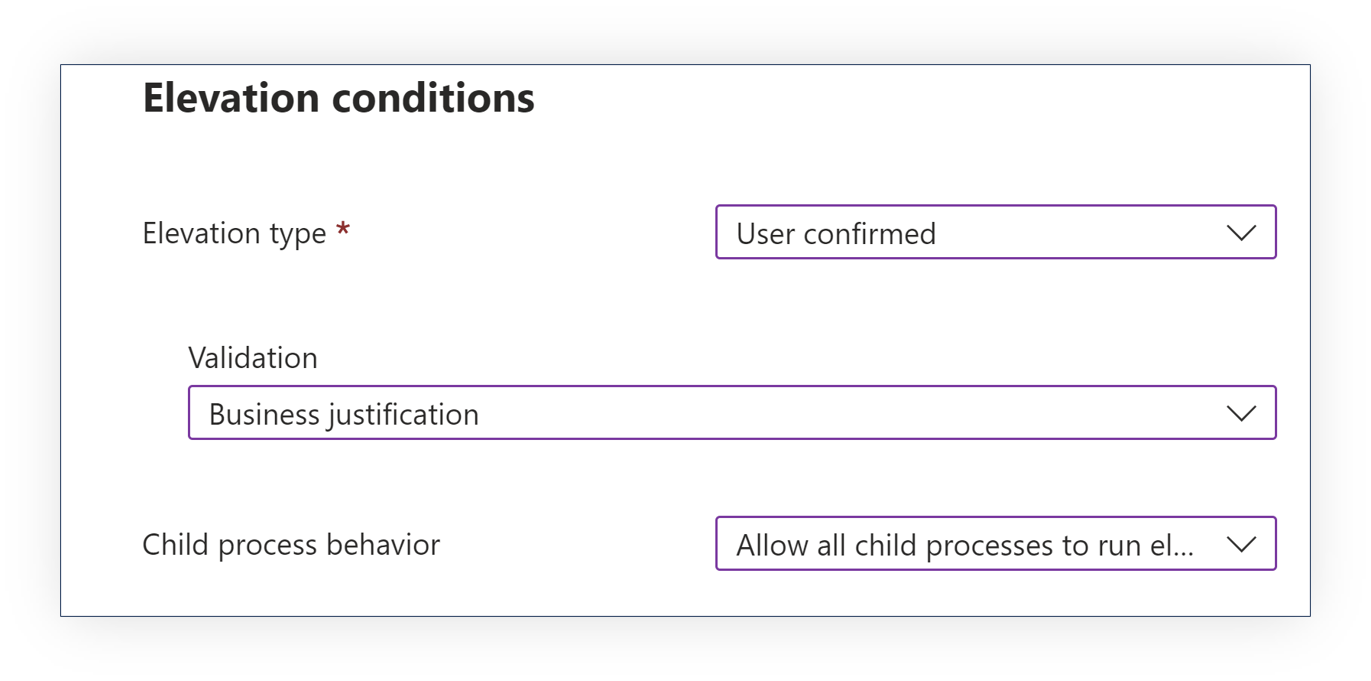 Elevation conditions
Elevation type *
User confirmed
Validation
Business justification
Child process behavior
Allow all child processes to run el...